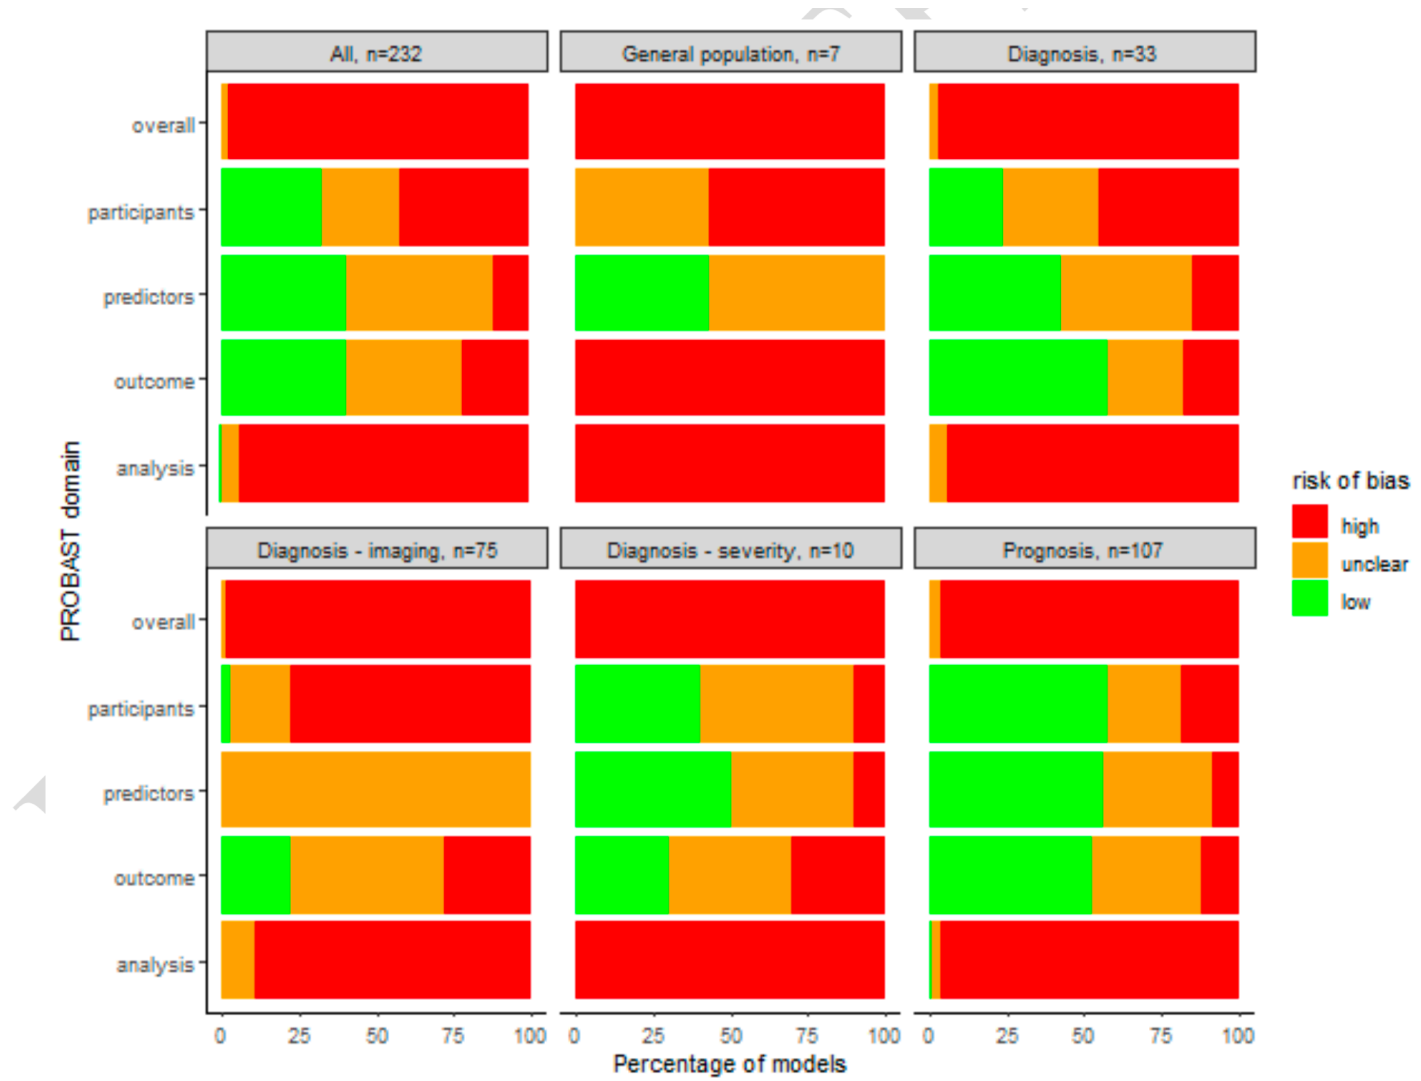 All, n=232
General population, n=7
Diagnosis, n=33
overall
participants
predictors
outcome
analysis
PROBAST domain
Diagnosis - imaging, n=75
Diagnosis - severity, n=10
Prognosis, n=107
overall
participants
predictors
outcome
analysis
0 25 50 75 100
0 25 50 75 100
0 25 50 75 100
Percentage of models
risk of bias
high
unclear
low